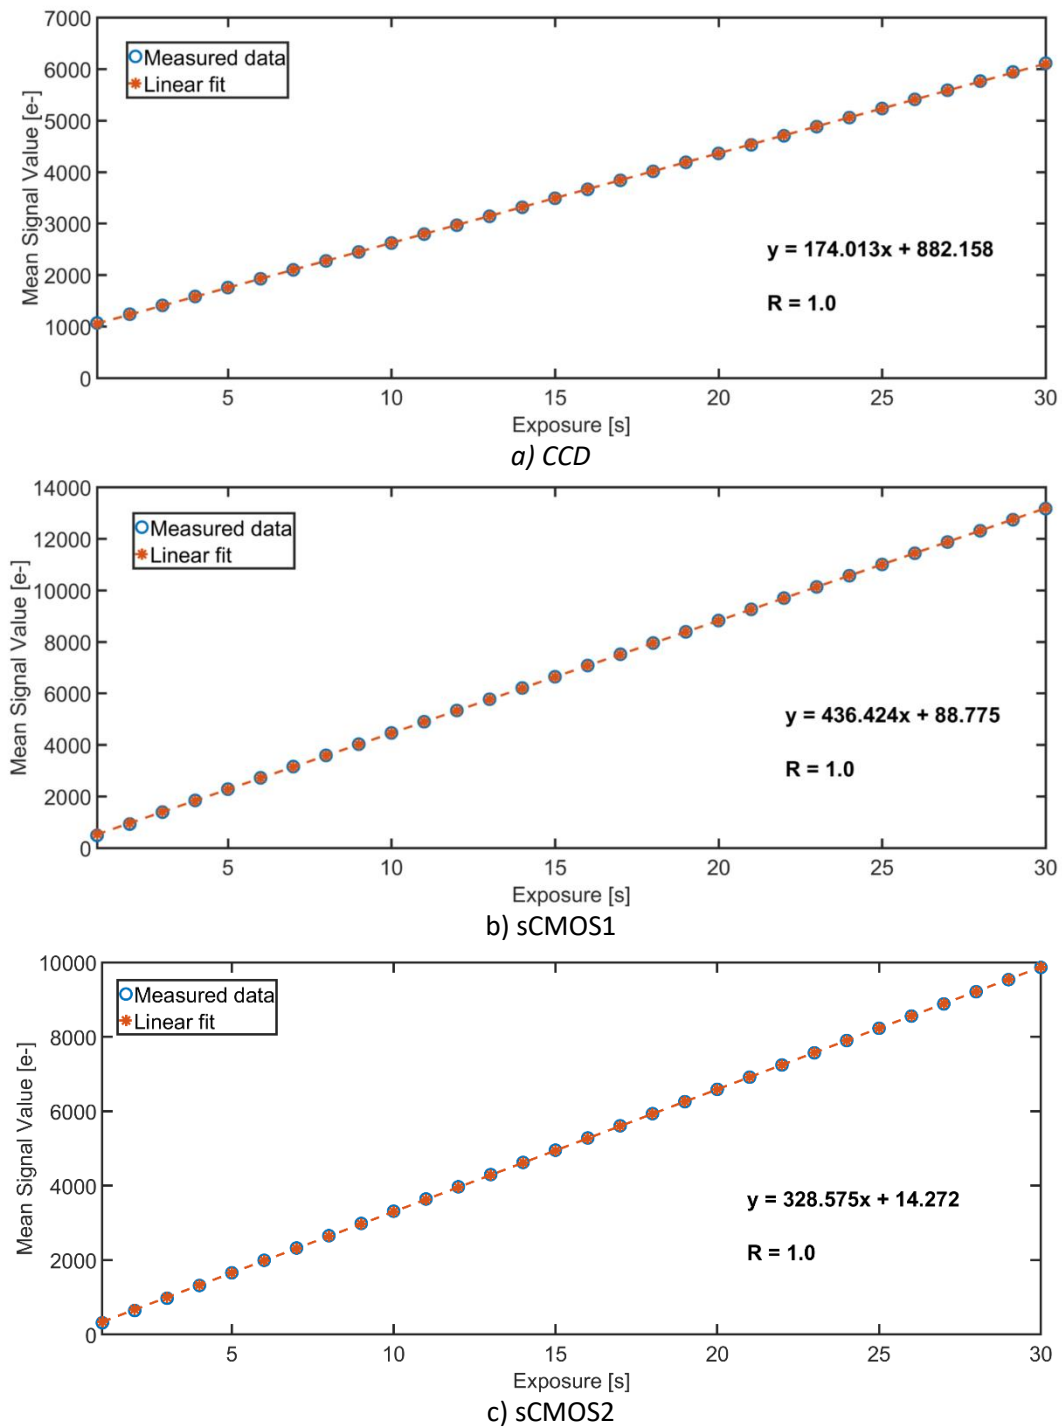 7000
6000
5000
4000
3000
2000
1000
0
Mean Signal Value [e-]
Measured data
Linear fit
y = 174.013x + 882.158
R = 1.0
5 10 15 20 25 30
Exposure [s]
a) CCD
14000
12000
10000
8000
6000
4000
2000
0
Mean Signal Value [e-]
Measured data
Linear fit
y = 436.424x + 88.775
R = 1.0
5 10 15 20 25 30
Exposure [s]
b) sCMOS1
10000
8000
6000
4000
2000
0
Mean Signal Value [e-]
Measured data
Linear fit
y = 328.575x + 14.272
R = 1.0
5 10 15 20 25 30
Exposure [s]
c) sCMOS2